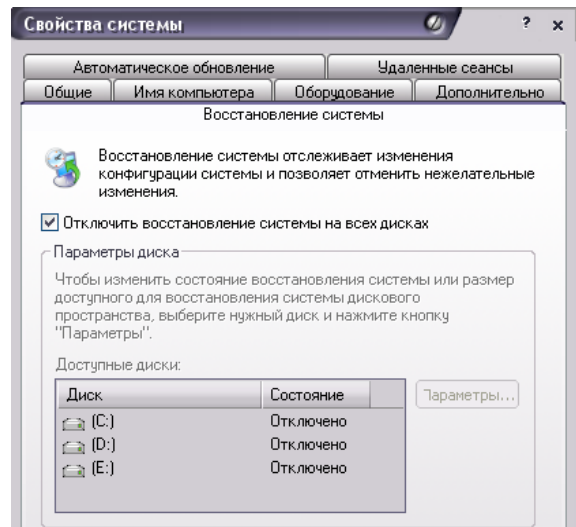 Свойства системы
Автоматическое обновление Удаленные сеансы
Общие Имя компьютера Оборудование Дополнительно
Восстановление системы
Восстановление системы отслеживает изменения
конфигурации системы и позволяет отменить нежелательные
изменения.
Отключить восстановление системы на всех дисках
Параметры диска
Чтобы изменить состояние восстановления системы или размер
доступного для восстановления системы дискового
пространства, выберите нужный диск и нажмите кнопку
"Параметры".
Доступные диски:
Диск Состояние
Параметры...
(C:) Отключено
(D:) Отключено
(E:) Отключено